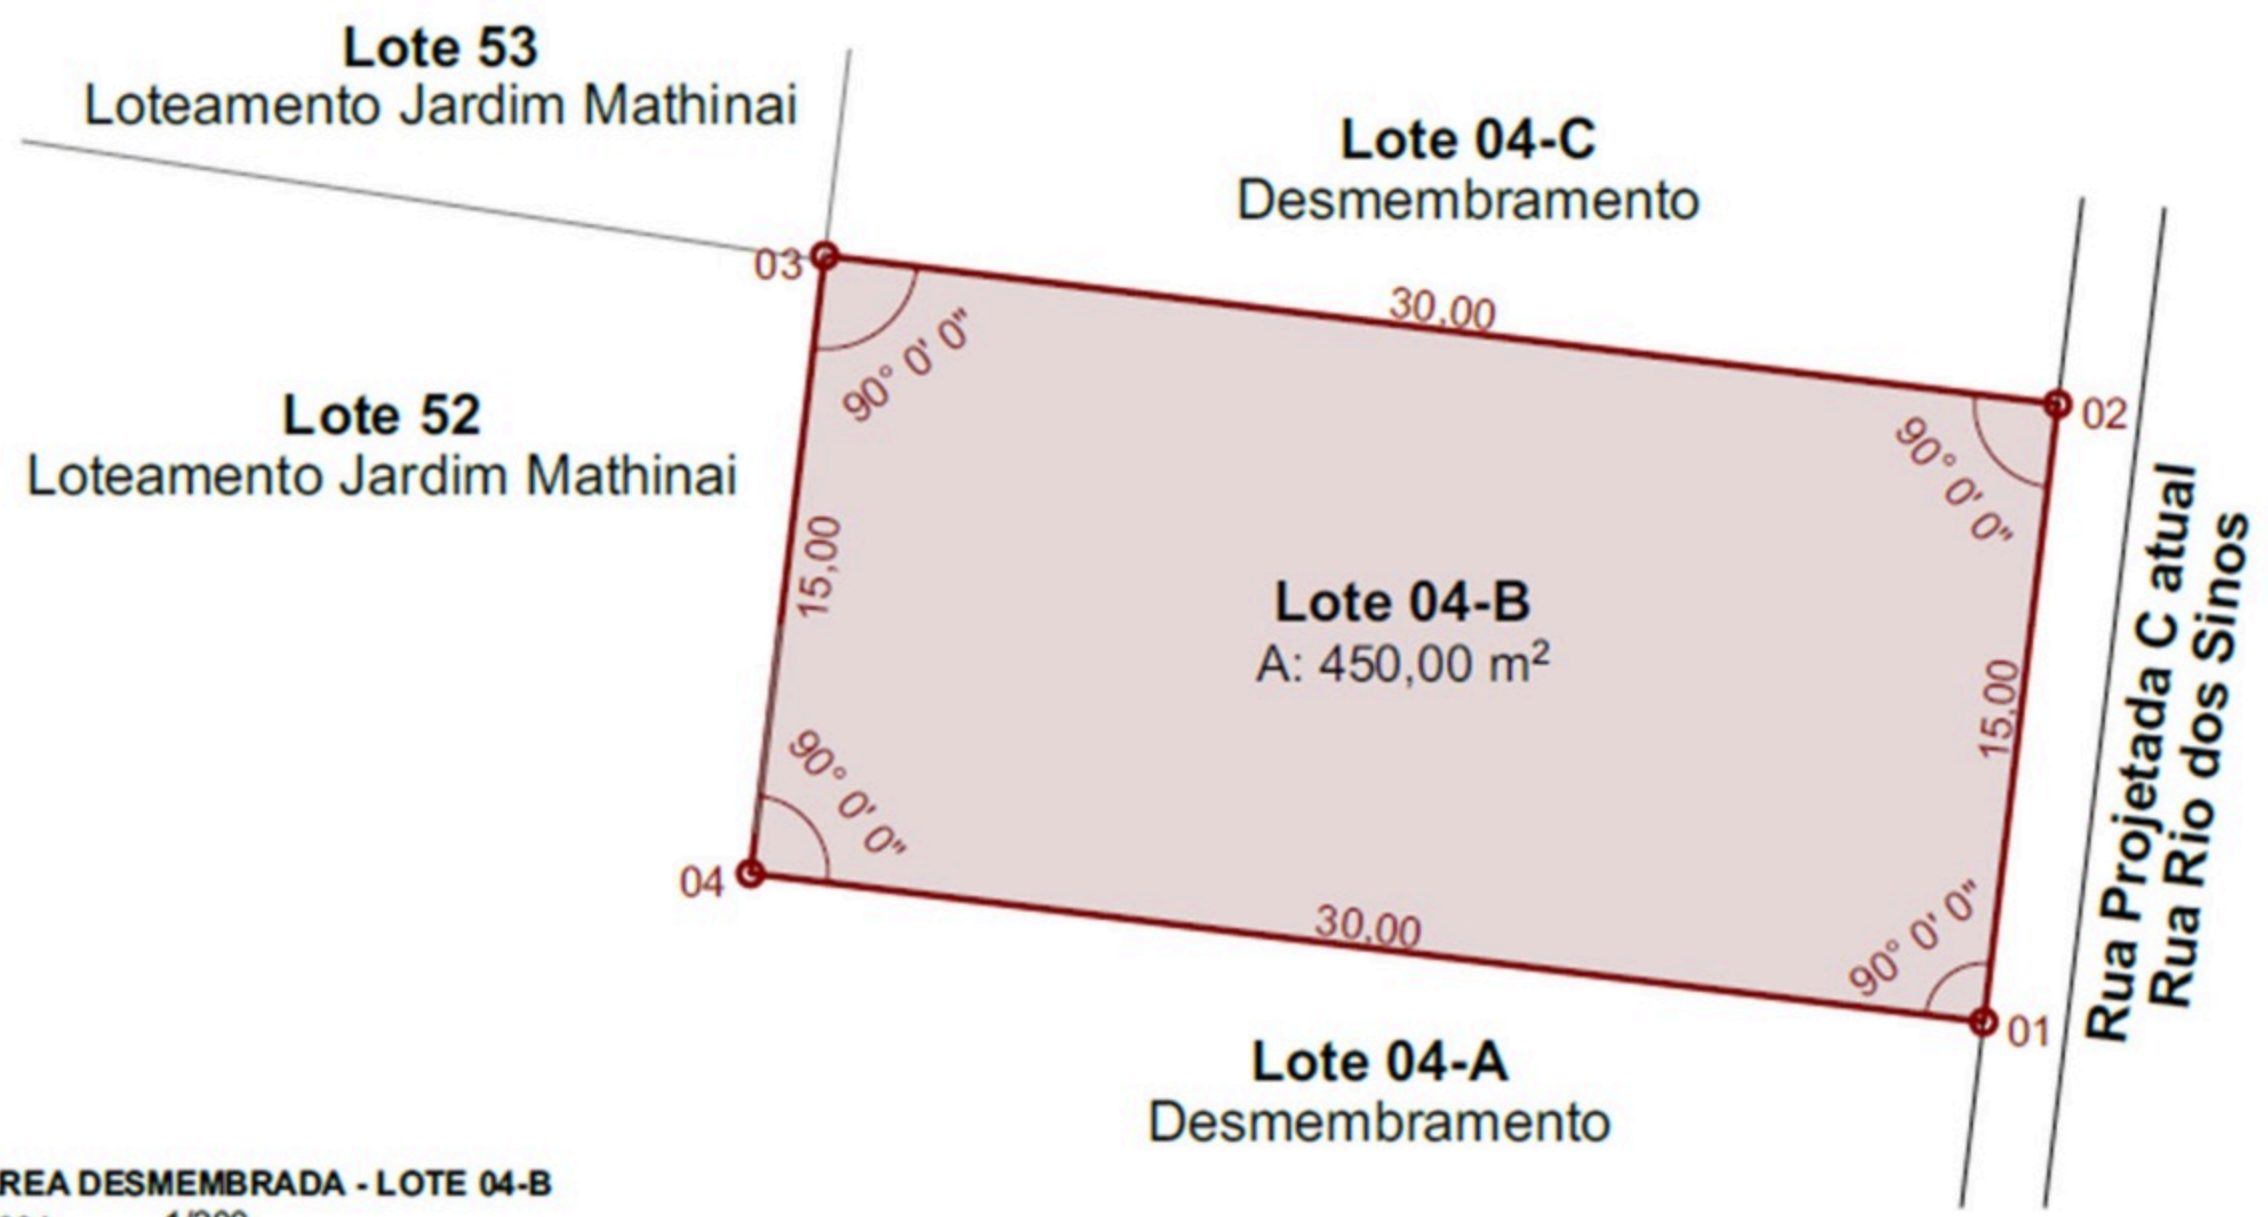 Lote 53
Loteamento Jardim Mathinai
Lote 04-C
Desmembramento
03
30,00
90° 0' 0"
02
90° 0' 0"
Lote 52
Loteamento Jardim Mathinai
15,00
Lote 04-B
A: 450,00 m²
15,00
Rua Projetada C atual
Rua Rio dos Sinos
90° 0' 0"
04
30,00
90° 0' 0"
01
Lote 04-A
Desmembramento
REA DESMEMBRADA - LOTE 04-B